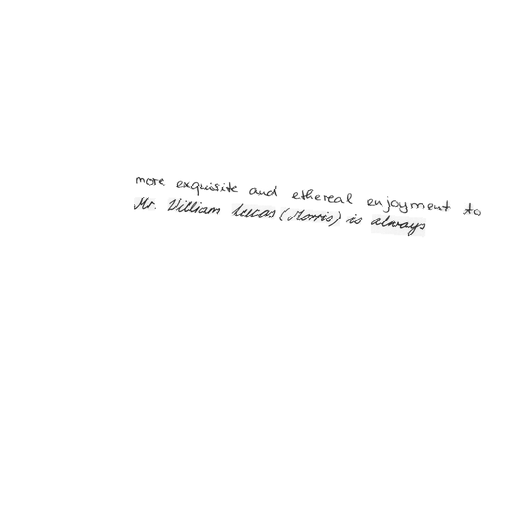 more exquisite and ethereal enjoyment to
Mr. William Lucas (Morris) is always